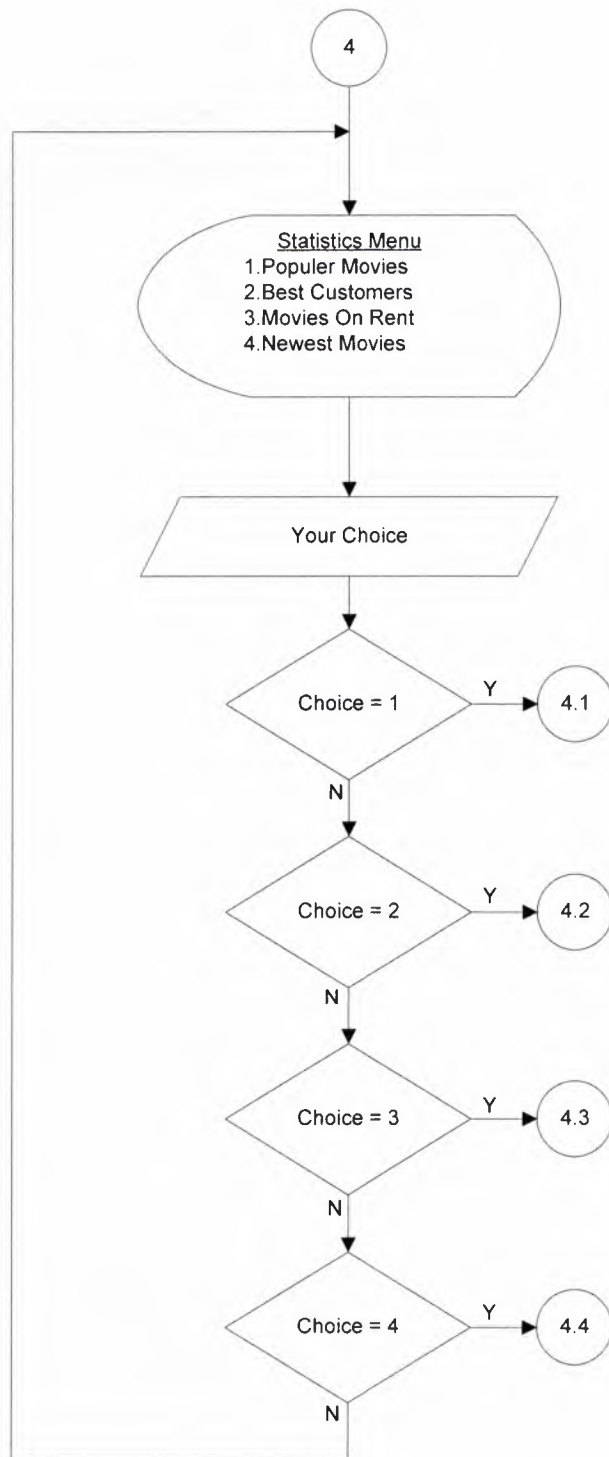 4
Statistics Menu
1.Populer Movies
2.Best Customers
3.Movies On Rent
4.Newest Movies
Your Choice
Choice = 1
Y
4.1
N
Choice = 2
Y
4.2
N
Choice = 3
Y
4.3
N
Choice = 4
Y
4.4
N